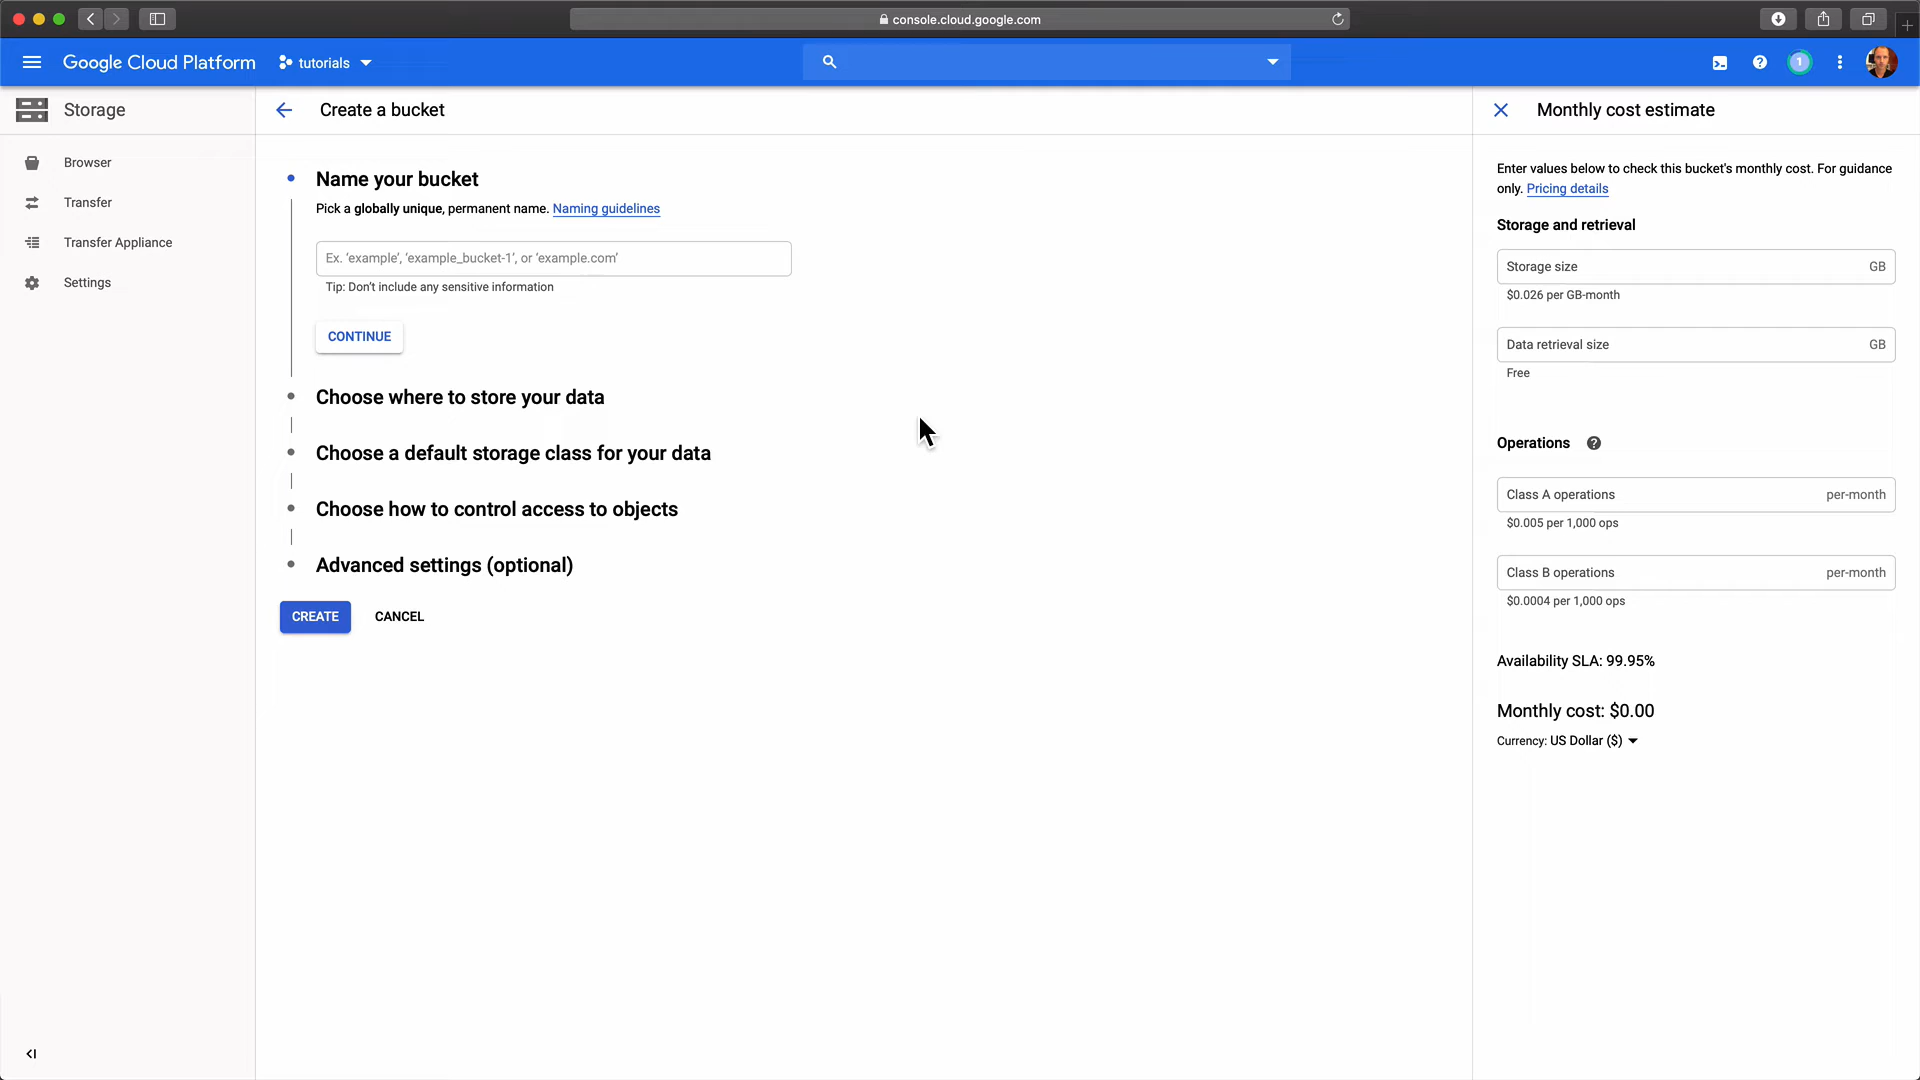 console.cloud.google.com
Google Cloud Platform
tutorials
1
Storage
Create a bucket
Monthly cost estimate
Browser
Transfer
Transfer Appliance
Settings
Name your bucket
Pick a globally unique, permanent name. Naming guidelines
Ex. ‘example’, ‘example_bucket-1’, or ‘example.com’
Tip: Don’t include any sensitive information
CONTINUE
Choose where to store your data
Choose a default storage class for your data
Choose how to control access to objects
Advanced settings (optional)
CREATE CANCEL
Enter values below to check this bucket's monthly cost. For guidance
only. Pricing details
Storage and retrieval
Storage size GB
$0.026 per GB-month
Data retrieval size GB
Free
Operations ?
Class A operations per-month
$0.005 per 1,000 ops
Class B operations per-month
$0.0004 per 1,000 ops
Availability SLA: 99.95%
Monthly cost: $0.00
Currency: US Dollar ($)